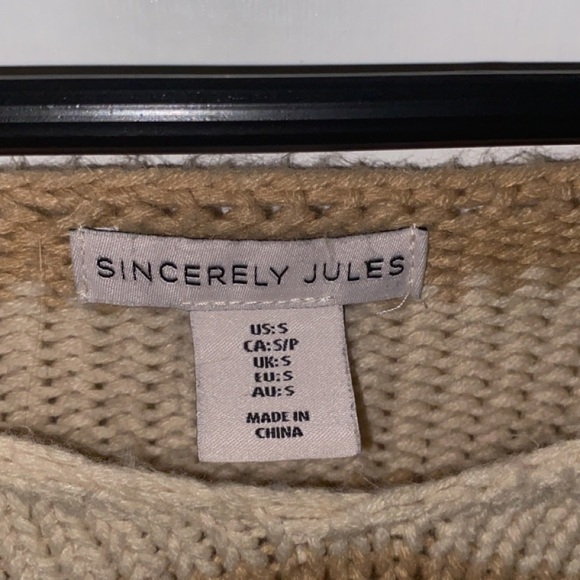 SINCERELY JULES
US: S
CA: S/P
UK: S
EU: S
AU: S
MADE IN
CHINA